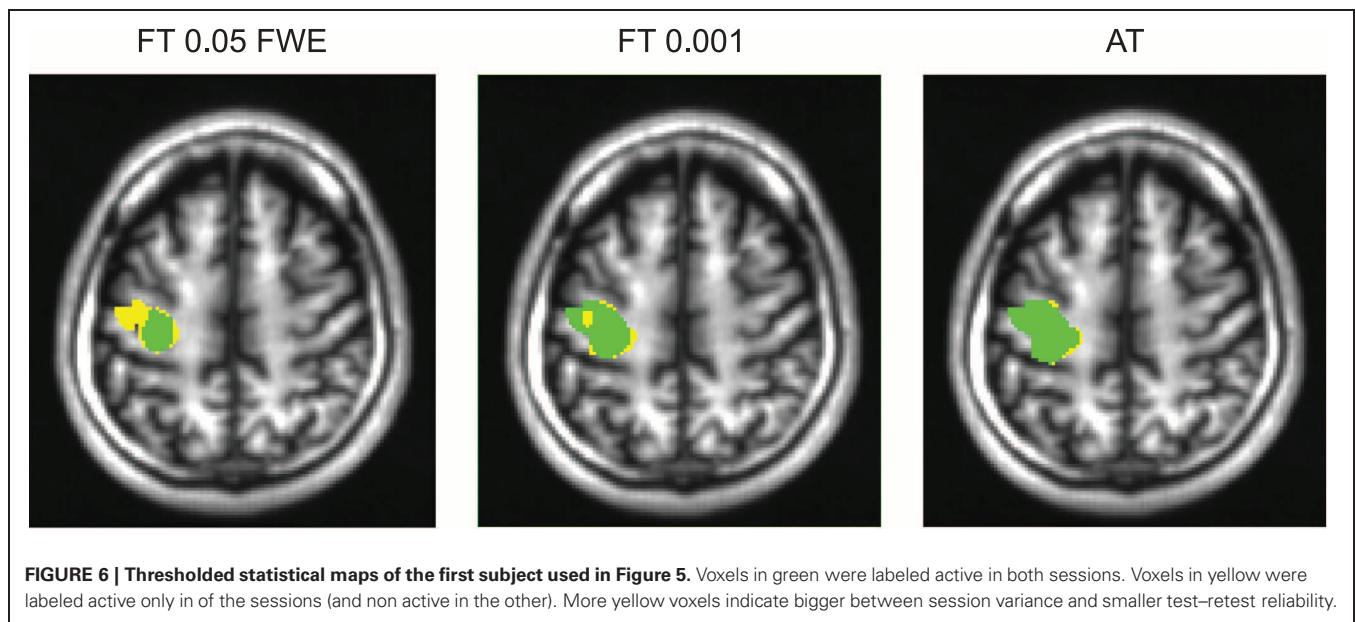 FT 0.05 FWE FT 0.001 AT
FIGURE 6 | Thresholded statistical maps of the first subject used in Figure 5. Voxels in green were labeled active in both sessions. Voxels in yellow were
labeled active only in of the sessions (and non active in the other). More yellow voxels indicate bigger between session variance and smaller test–retest reliability.